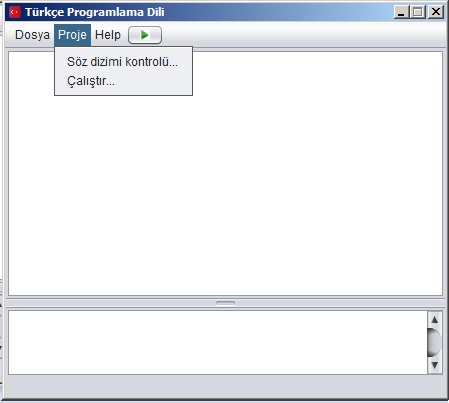 Türkçe Programlama Dili
Dosya Proje Help
Söz dizimi kontrolü...
Çalıştır...